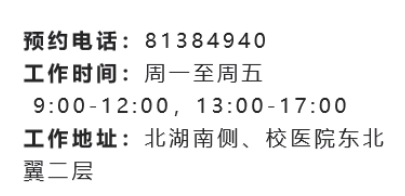 预约电话：81384940
工作时间：周一至周五
9:00-12:00，13:00-17:00
工作地址：北湖南侧、校医院东北
翼二层